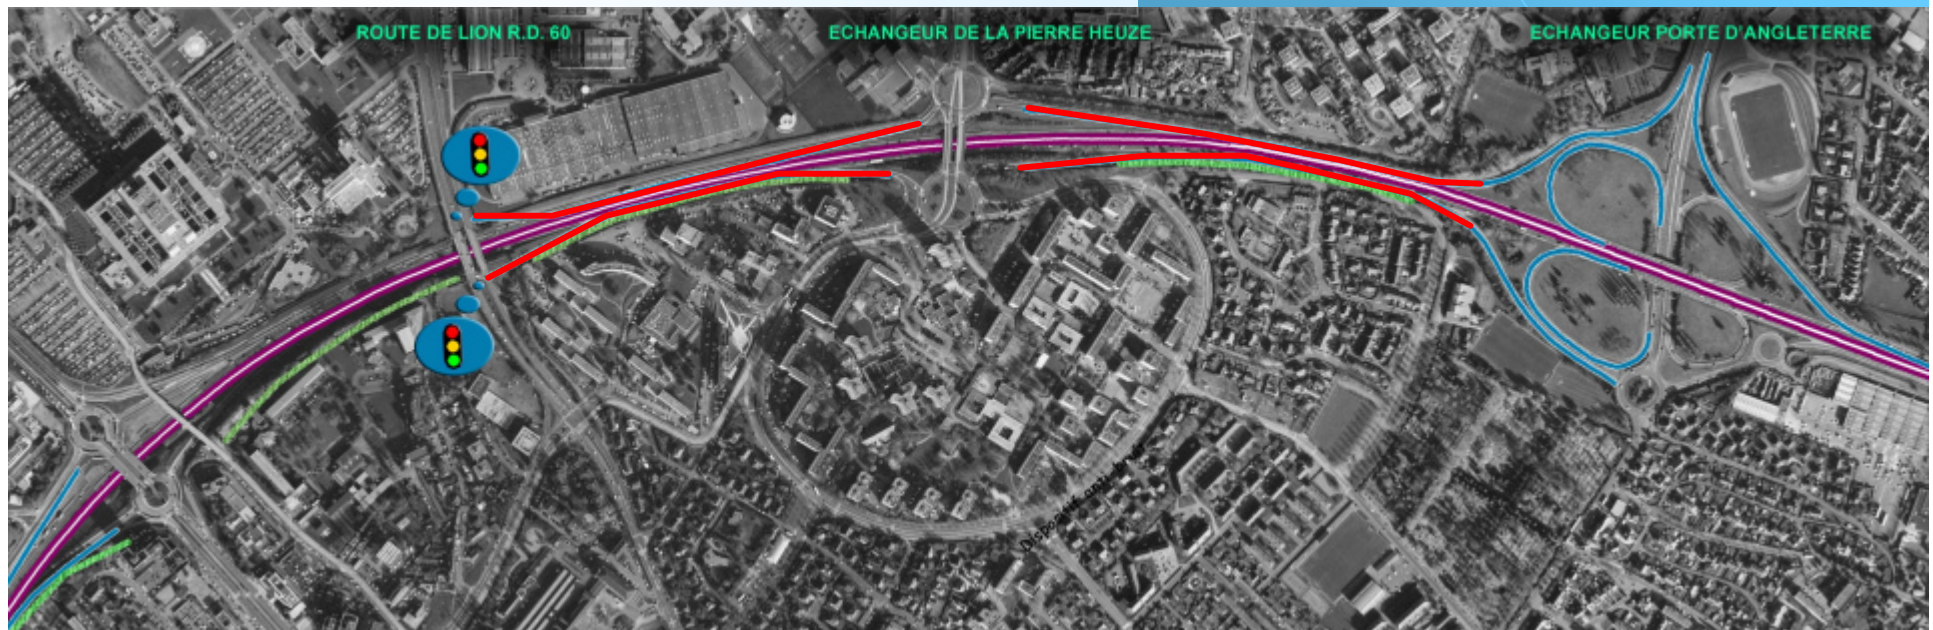 ROUTE DE LION R.D. 60
ECHANGEUR DE LA PIERRE HEUZE
ECHANGEUR PORTE D'ANGLETERRE